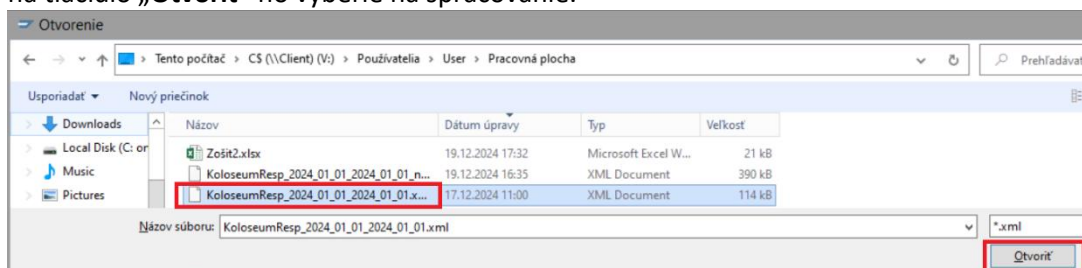 na tlačidlo „Otvoriť“ ho vyberie na spracovanie.
Otvorenie
Tento počítač > C$ (\\Client) (V:) > Používatelia > User > Pracovná plocha
Prehľadávať
Usporiadať Nový priečinok
Downloads
Názov Dátum úpravy Typ Veľkosť
Local Disk (C: or
Zošit2.xlsx 19.12.2024 17:32 Microsoft Excel W... 21 kB
Music
KoloseumResp_2024_01_01_2024_01_01_n... 19.12.2024 16:35 XML Document 390 kB
Pictures
KoloseumResp_2024_01_01_2024_01_01.x... 17.12.2024 11:00 XML Document 114 kB
Názov súboru: KoloseumResp_2024_01_01_2024_01_01.xml
*.xml
Otvoriť